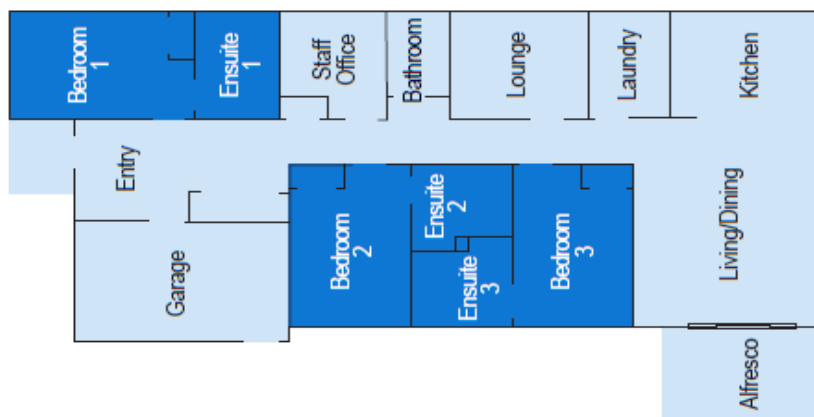 Bedroom
1
Ensuite
1
Staff
Office
Bathroom
Lounge
Laundry
Kitchen
Entry
Garage
Bedroom
2
Ensuite
2
Ensuite
3
Bedroom
3
Living/Dining
Alfresco